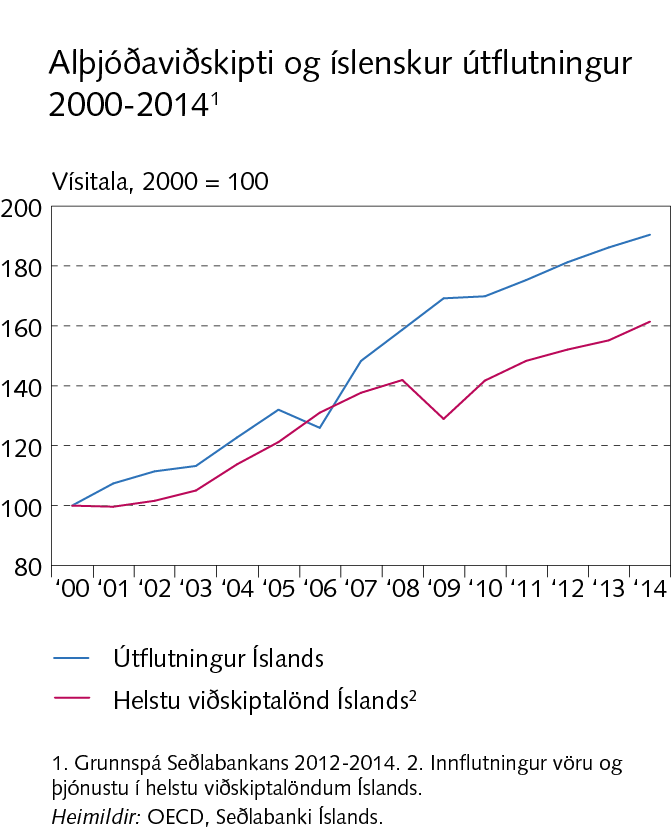 Alþjóðaviðskipti og íslenskur útflutningur
2000-2014¹
Vísitala, 2000 = 100
200
180
160
140
120
100
80
‘00 ‘01 ‘02 ‘03 ‘04 ‘05 ‘06 ‘07 ‘08 ‘09 ‘10 ‘11 ‘12 ‘13 ‘14
Útflutningur Íslands
Helstu viðskiptalönd Íslands²
1. Grunnspá Seðlabankans 2012-2014. 2. Innflutningur vöru og
þjónustu í helstu viðskiptalöndum Íslands.
Heimildir: OECD, Seðlabanki Íslands.